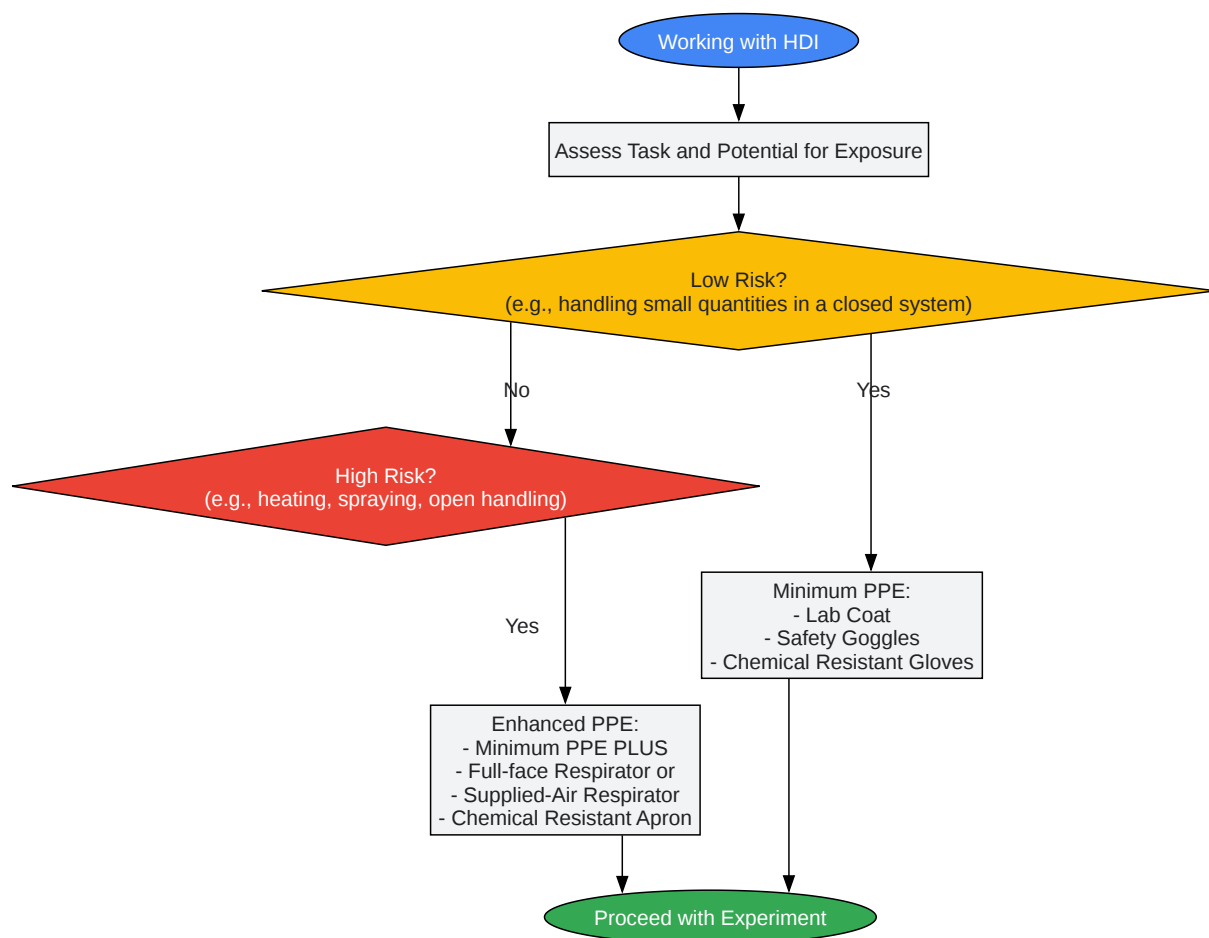 Working with HDI
Assess Task and Potential for Exposure
Low Risk?
(e.g., handling small quantities in a closed system)
No
Yes
High Risk?
(e.g., heating, spraying, open handling)
Minimum PPE:
- Lab Coat
- Safety Goggles
- Chemical Resistant Gloves
Yes
Enhanced PPE:
- Minimum PPE PLUS
- Full-face Respirator or
- Supplied-Air Respirator
- Chemical Resistant Apron
Proceed with Experiment